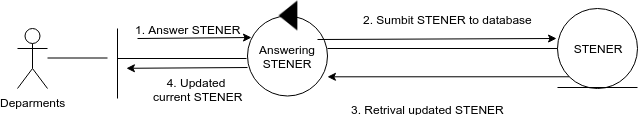 1. Answer STENER
2. Sumbit STENER to database
Answering
STENER
STENER
4. Updated
current STENER
Deparments
3. Retrival updated STENER